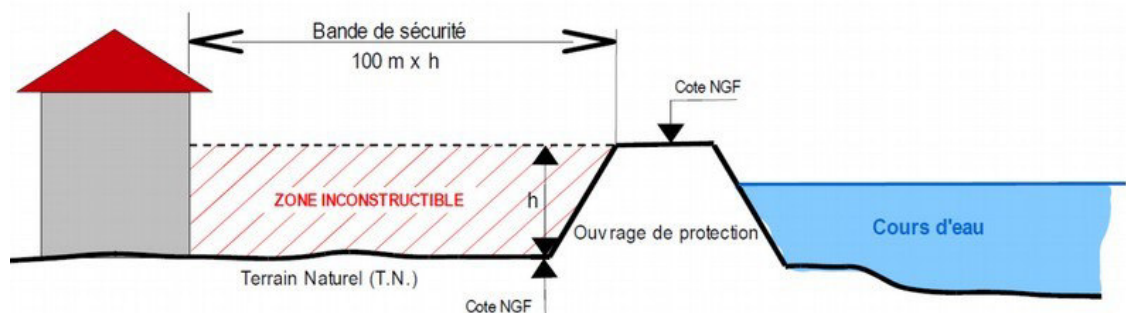 Bande de sécurité
100 m x h
Cote NGF
ZONE INCONSTRUCTIBLE
h
Ouvrage de protection
Cours d'eau
Terrain Naturel (T.N.)
Cote NGF